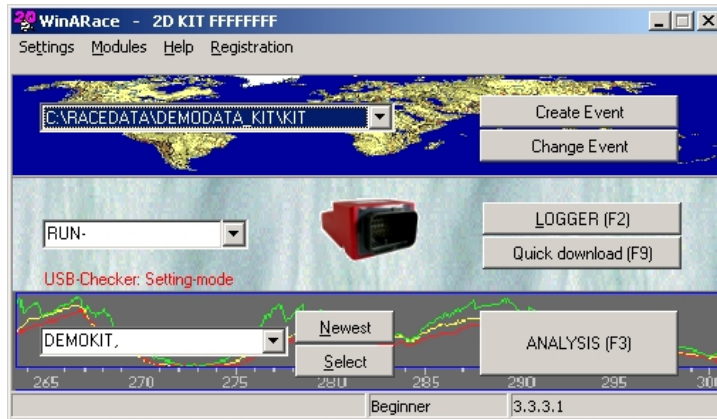 2D WinARace - 2D KIT FFFFFFFF
Settings Modules Help Registration
C:\RACEDATA\DEMODATA_KIT\KIT
Create Event
Change Event
RUN-
LOGGER (F2)
Quick download (F9)
USB-Checker: Setting-mode
DEMOKIT,
Newest
Select
ANALYSIS (F3)
265 270 275 280 285 290 295 300
Beginner 3.3.3.1